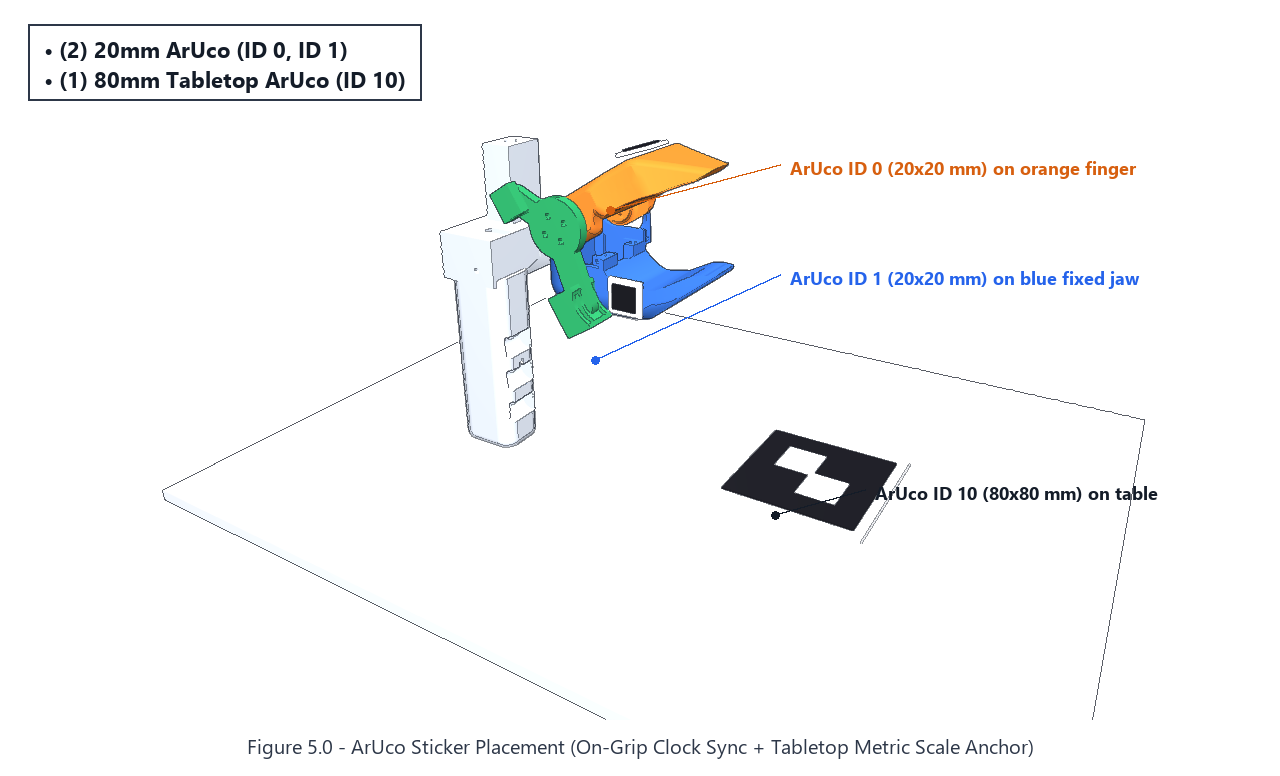 • (2) 20mm ArUco (ID 0, ID 1)
• (1) 80mm Tabletop ArUco (ID 10)
ArUco ID 0 (20x20 mm) on orange finger
ArUco ID 1 (20x20 mm) on blue fixed jaw
ArUco ID 10 (80x80 mm) on table
Figure 5.0 - ArUco Sticker Placement (On-Grip Clock Sync + Tabletop Metric Scale Anchor)